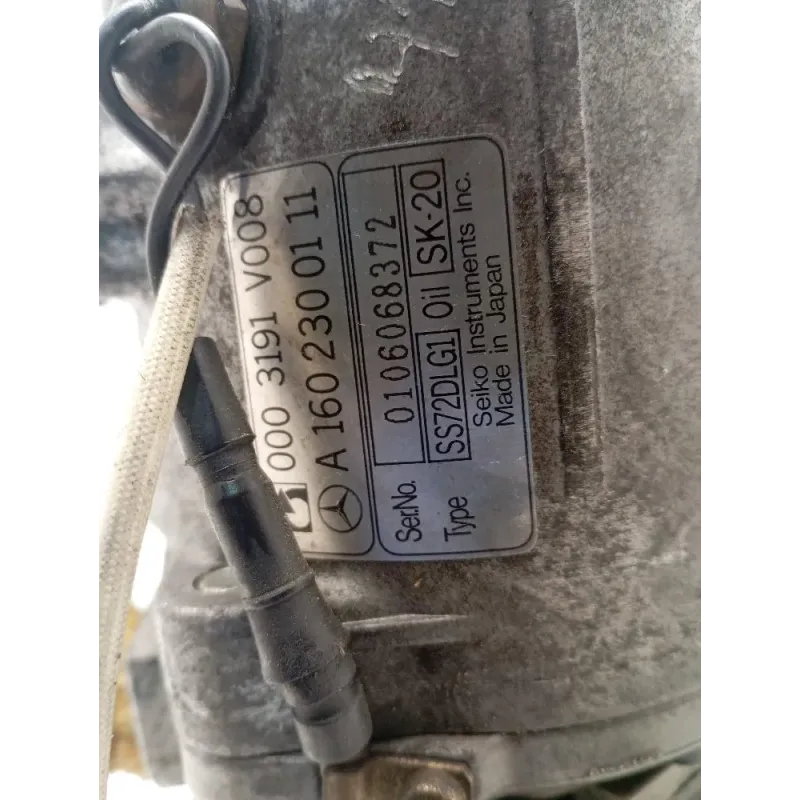 000 3191 V008
A 160 230 01 11
Ser.No. 0106068372
Type SS72DLG1 Oil SK-20
Seiko Instruments Inc.
Made in Japan